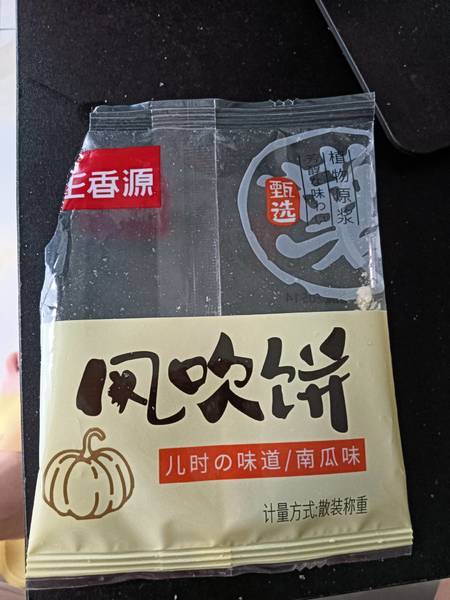 正香源
甄选
植物原浆
风吹饼
儿时の味道/南瓜味
计量方式:散装称重